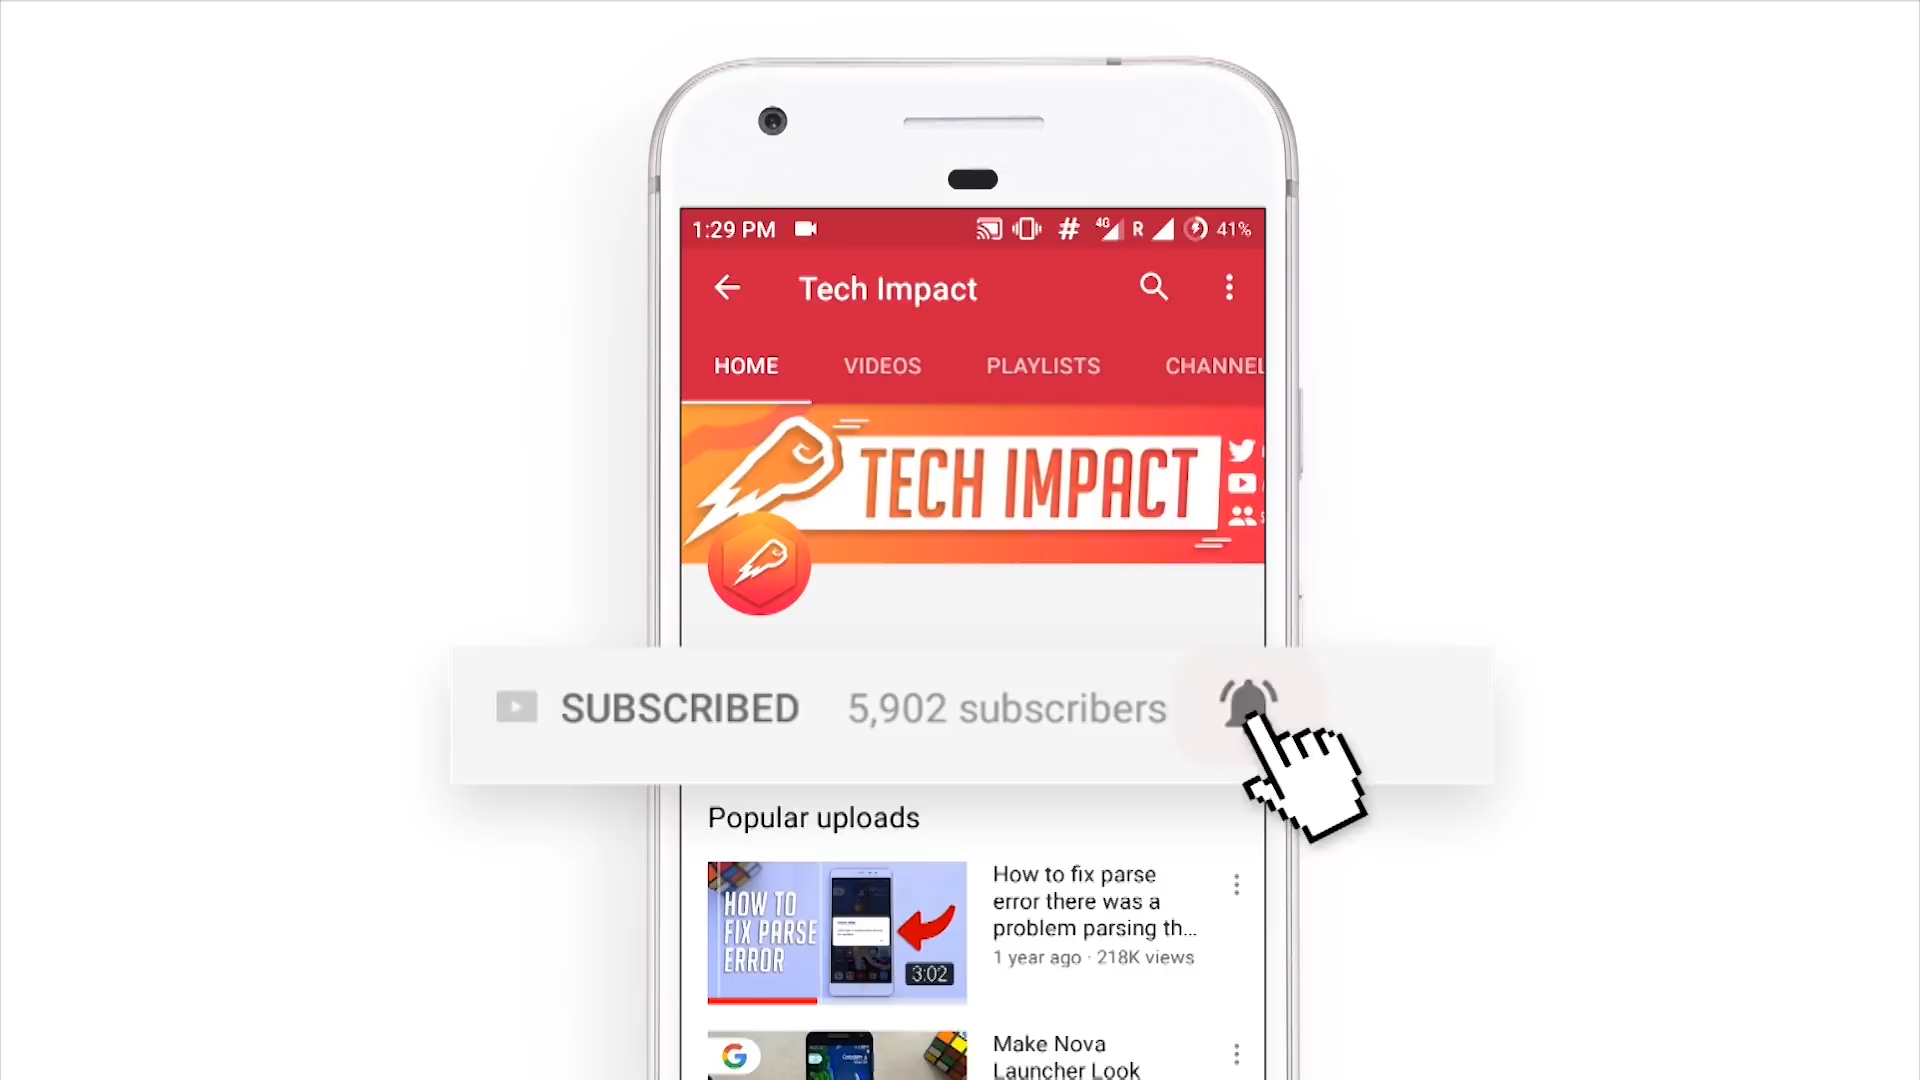 1:29 PM
4G R 41%
Tech Impact
HOME VIDEOS PLAYLISTS CHANNEL
TECH IMPACT
SUBSCRIBED 5,902 subscribers
Popular uploads
HOW TO
FIX PARSE
ERROR
3:02
How to fix parse
error there was a
problem parsing th...
1 year ago · 218K views
Make Nova
Launcher Look